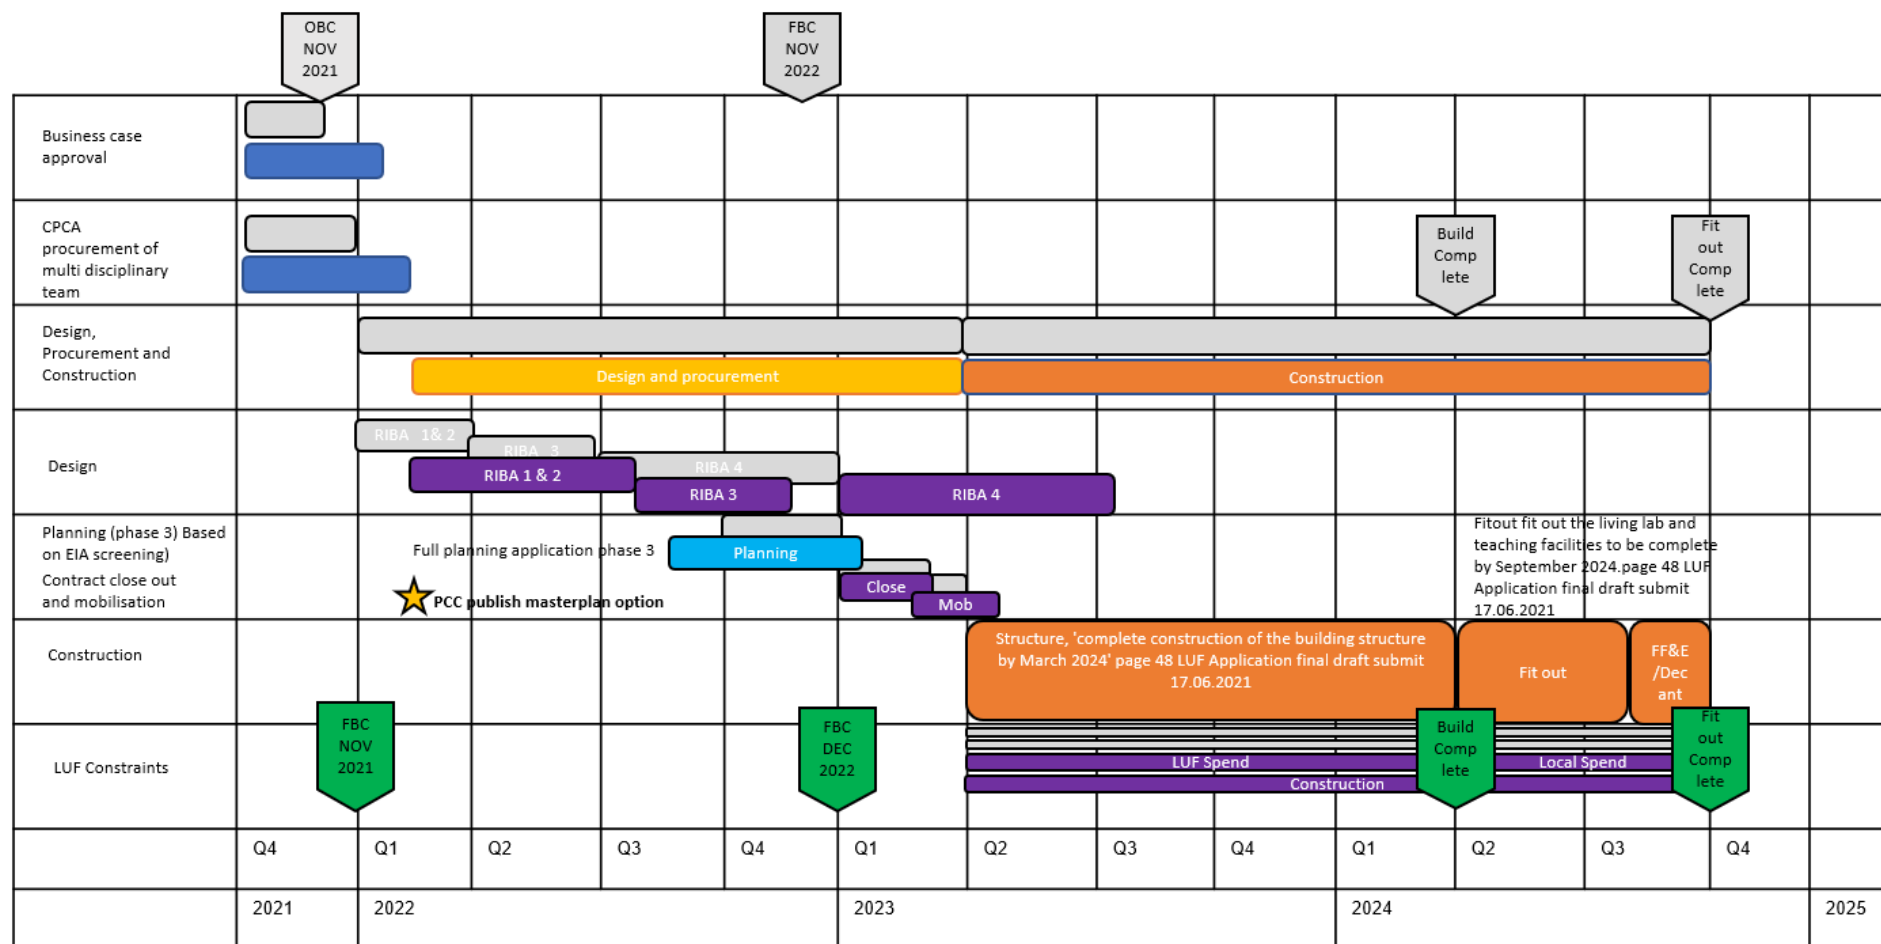 OBC
NOV
2021
FBC
NOV
2022
Business case
approval
CPCA
procurement of
multi disciplinary
team
Build
Comp
lete
Fit
out
Comp
lete
Design,
Procurement and
Construction
Design and procurement
Construction
Design
RIBA 1& 2
RIBA 3
RIBA 4
RIBA 1 & 2
RIBA 3
RIBA 4
Planning (phase 3) Based
on EIA screening)
Contract close out
and mobilisation
Full planning application phase 3
Planning
PCC publish masterplan option
Close
Mob
Fitout fit out the living lab and
teaching facilities to be complete
by September 2024.page 48 LUF
Application final draft submit
17.06.2021
Construction
Structure, 'complete construction of the building structure
by March 2024' page 48 LUF Application final draft submit
17.06.2021
Fit out
FF&E
/Dec
ant
LUF Constraints
FBC
NOV
2021
FBC
DEC
2022
LUF Spend
Construction
Build
Comp
lete
Local Spend
Fit
out
Comp
lete
Q4
Q1
Q2
Q3
Q4
Q1
Q2
Q3
Q4
Q1
Q2
Q3
Q4
2021
2022
2023
2024
2025